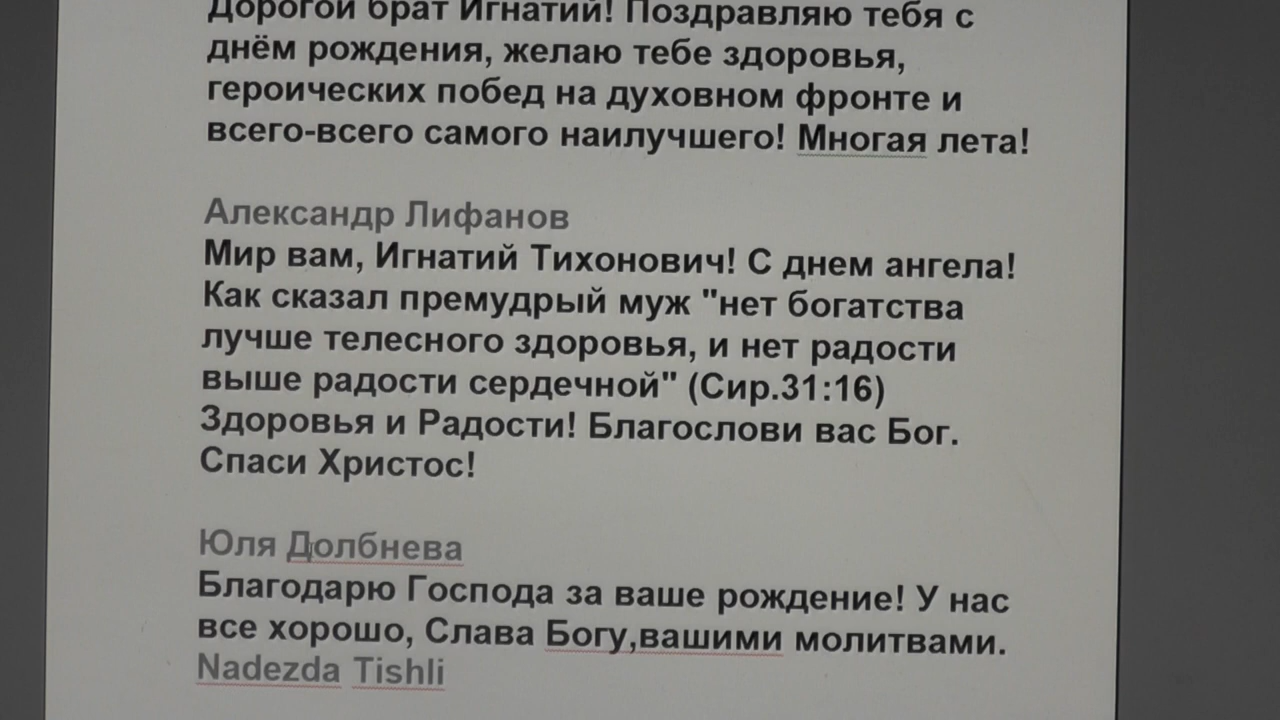 Дорогой брат Игнатий! Поздравляю тебя с
днём рождения, желаю тебе здоровья,
героических побед на духовном фронте и
всего-всего самого наилучшего! Многая лета!
Александр Лифанов
Мир вам, Игнатий Тихонович! С днем ангела!
Как сказал премудрый муж "нет богатства
лучше телесного здоровья, и нет радости
выше радости сердечной" (Сир.31:16)
Здоровья и Радости! Благослови вас Бог.
Спаси Христос!
Юля Долбнева
Благодарю Господа за ваше рождение! У нас
все хорошо, Слава Богу,вашими молитвами.
Nadezda Tishli